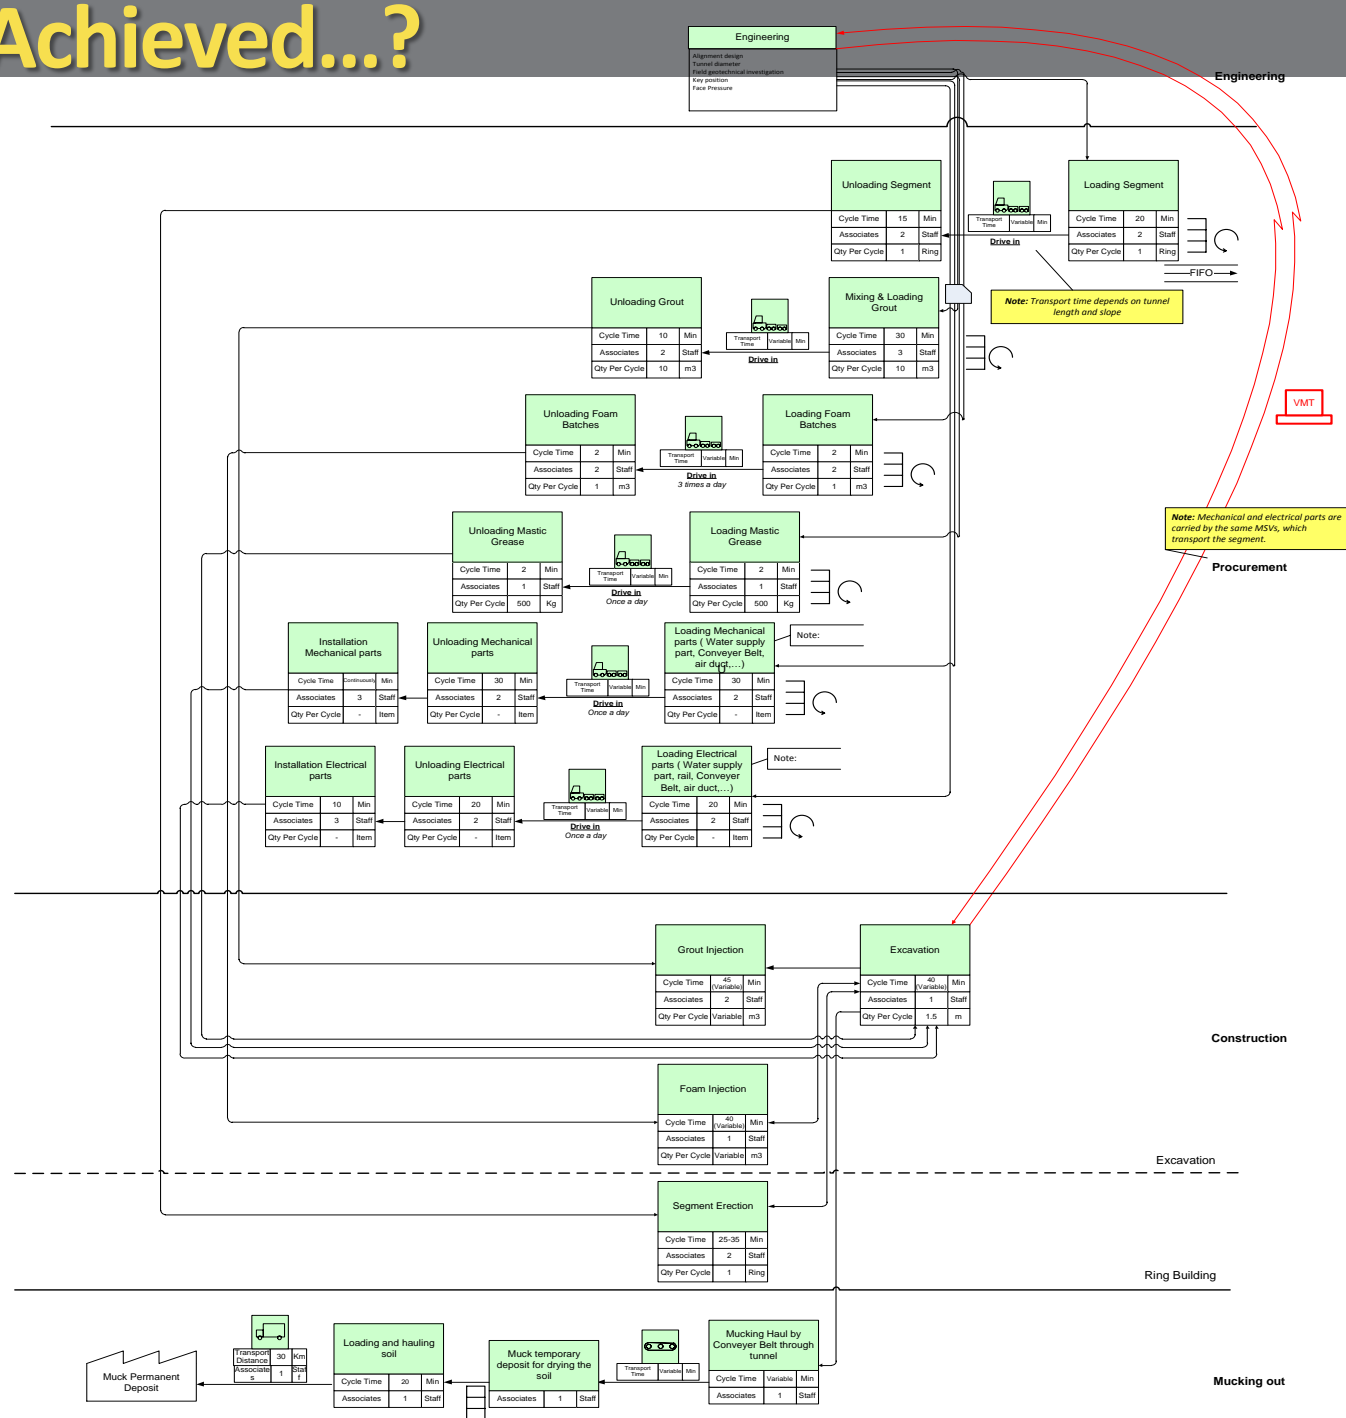 Achieved...?
Engineering
Alignment design
Tunnel diameter
Field geotechnical investigation
Key position
Face Pressure
Engineering
Unloading Segment
Cycle Time 15 Min
Associates 2 Staff
Qty Per Cycle 1 Ring
Transport Time Variable Min
Drive in
Loading Segment
Cycle Time 20 Min
Associates 2 Staff
Qty Per Cycle 1 Ring
FIFO
Note: Transport time depends on tunnel
length and slope
Unloading Grout
Cycle Time 10 Min
Associates 2 Staff
Qty Per Cycle 10 m3
Transport Time Variable Min
Drive in
Mixing & Loading
Grout
Cycle Time 30 Min
Associates 3 Staff
Qty Per Cycle 10 m3
VMT
Unloading Foam
Batches
Cycle Time 2 Min
Associates 2 Staff
Qty Per Cycle 1 m3
Transport Time Variable Min
Drive in
3 times a day
Loading Foam
Batches
Cycle Time 2 Min
Associates 2 Staff
Qty Per Cycle 1 m3
Note: Mechanical and electrical parts are
carried by the same MSVs, which
transport the segment.
Procurement
Unloading Mastic
Grease
Cycle Time 2 Min
Associates 1 Staff
Qty Per Cycle 500 Kg
Transport Time Variable Min
Drive in
Once a day
Loading Mastic
Grease
Cycle Time 2 Min
Associates 1 Staff
Qty Per Cycle 500 Kg
Installation
Mechanical parts
Cycle Time Continuously Min
Associates 3 Staff
Qty Per Cycle - Item
Unloading Mechanical
parts
Cycle Time 30 Min
Associates 2 Staff
Qty Per Cycle - Item
Transport Time Variable Min
Drive in
Once a day
Loading Mechanical
parts ( Water supply
part, Conveyer Belt,
air duct,...)
U
Cycle Time 30 Min
Associates 2 Staff
Qty Per Cycle - Item
Note:
Installation Electrical
parts
Cycle Time 10 Min
Associates 3 Staff
Qty Per Cycle - Item
Unloading Electrical
parts
Cycle Time 20 Min
Associates 2 Staff
Qty Per Cycle - Item
Transport Time Variable Min
Drive in
Once a day
Loading Electrical
parts ( Water supply
part, rail, Conveyer
Belt, air duct,...)
Cycle Time 20 Min
Associates 2 Staff
Qty Per Cycle - Item
Note:
Grout Injection
Cycle Time 45 (Variable) Min
Associates 2 Staff
Qty Per Cycle Variable m3
Excavation
Cycle Time 40 (Variable) Min
Associates 1 Staff
Qty Per Cycle 1.5 m
Construction
Foam Injection
Cycle Time 40 (Variable) Min
Associates 1 Staff
Qty Per Cycle Variable m3
Excavation
Segment Erection
Cycle Time 25-35 Min
Associates 2 Staff
Qty Per Cycle 1 Ring
Ring Building
Muck Permanent
Deposit
Transport Distance 30 Km
Associates 1 Staff
Loading and hauling
soil
Cycle Time 20 Min
Associates 1 Staff
Muck temporary
deposit for drying the
soil
Associates 1 Staff
Transport Time Variable Min
Mucking Haul by
Conveyer Belt through
tunnel
Cycle Time Variable Min
Associates 1 Staff
Mucking out